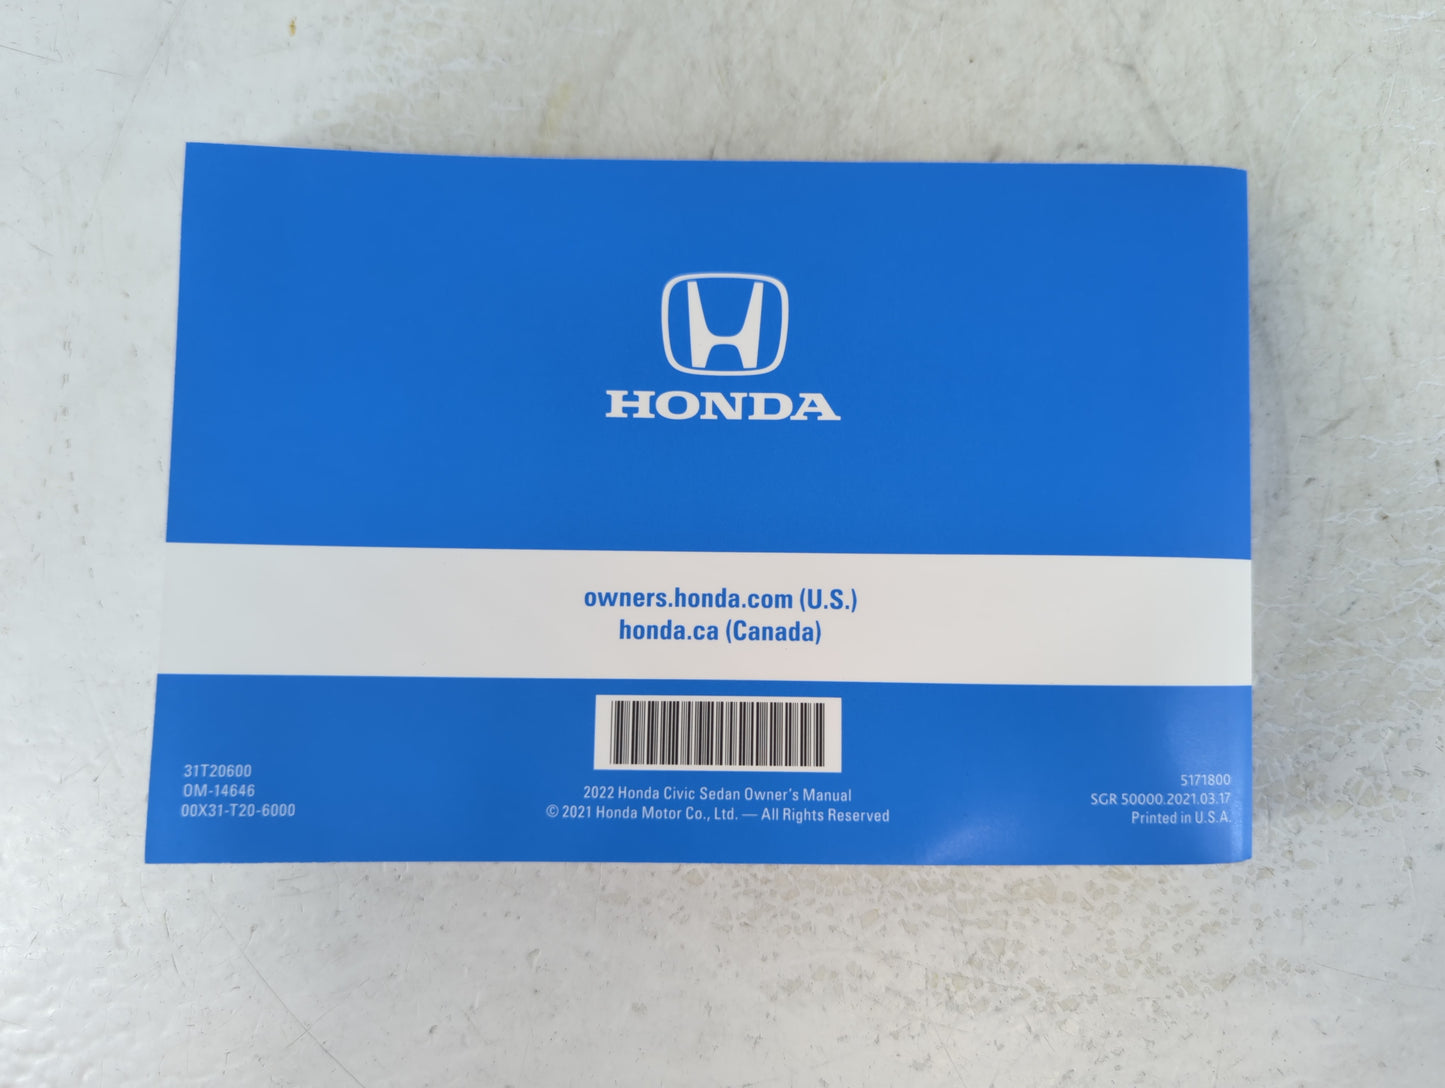 HONDA
owners.honda.com (U.S.)
honda.ca (Canada)
31T20600
OM-14646
00X31-T20-6000
2022 Honda Civic Sedan Owner's Manual
© 2021 Honda Motor Co., Ltd. — All Rights Reserved
5171800
SGR 50000.2021.03.17
Printed in U.S.A.